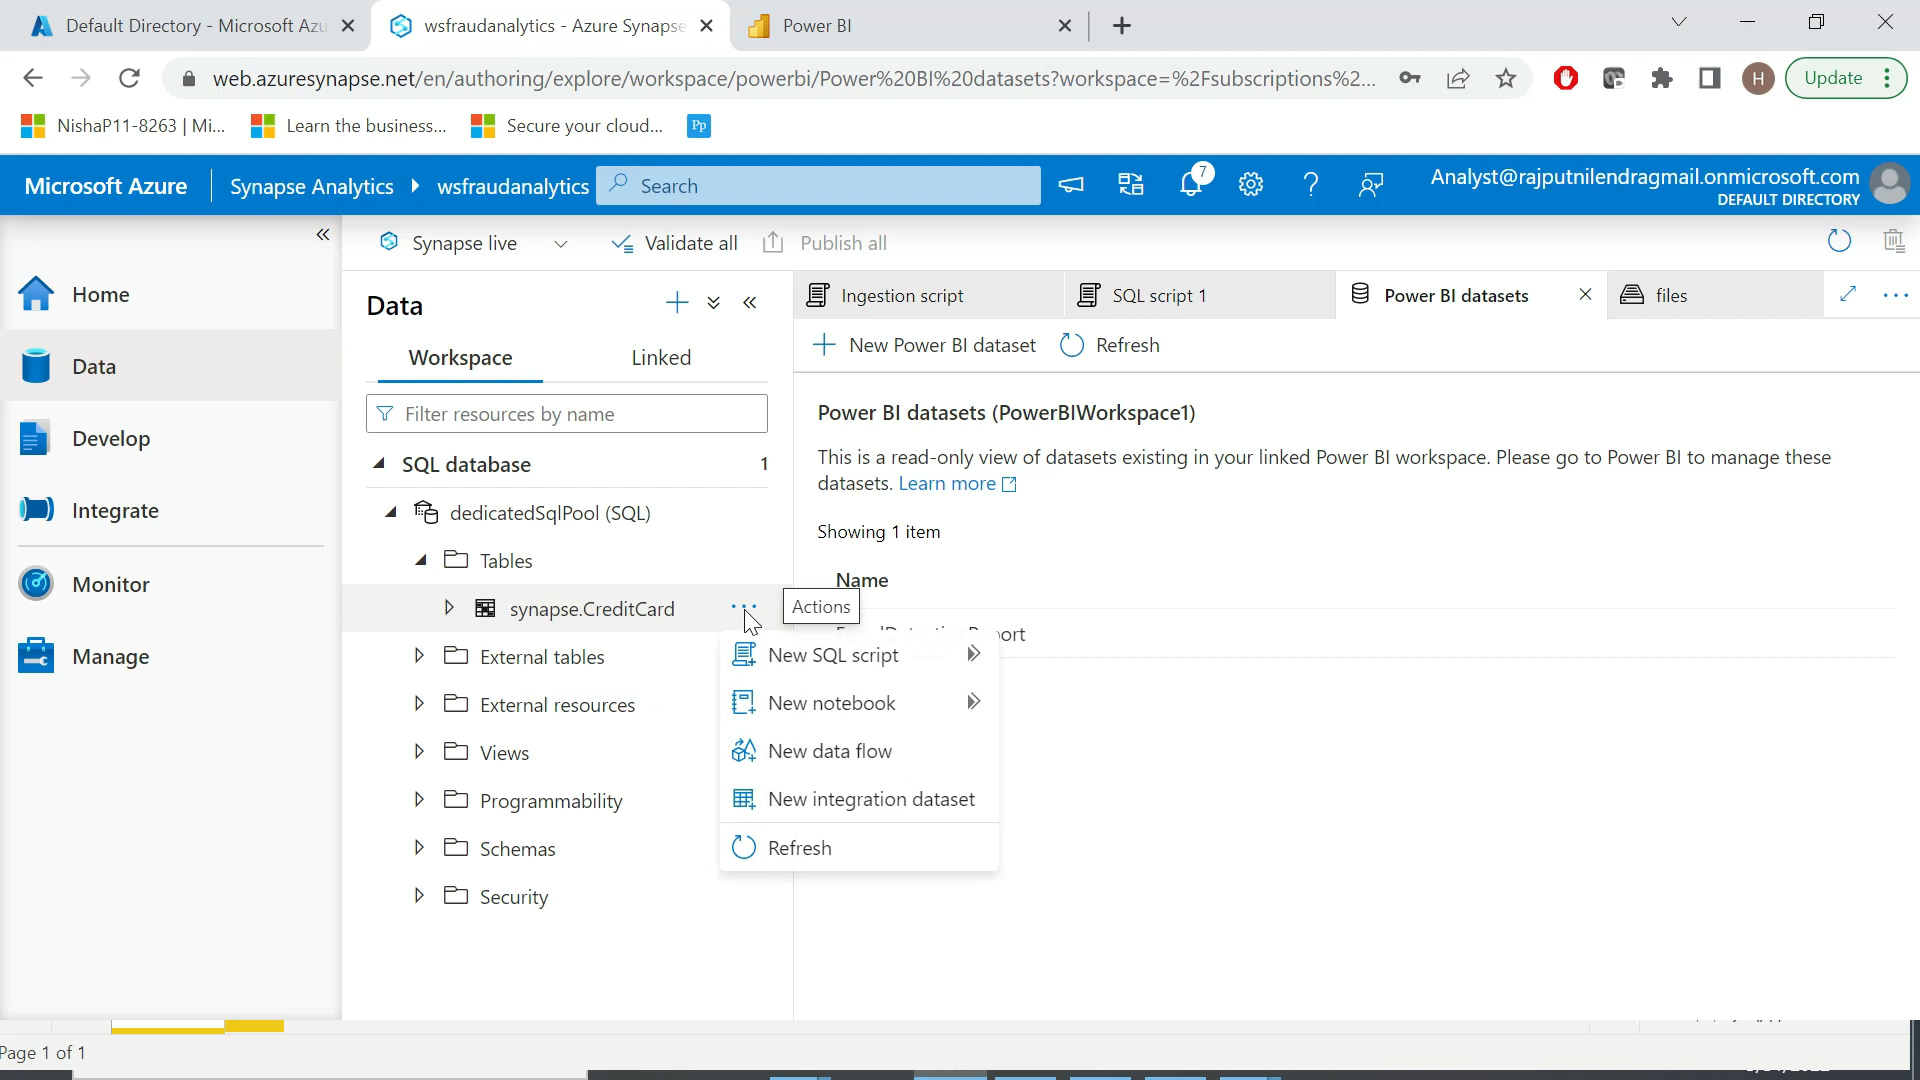 Default Directory - Microsoft Azu
wsfraudanalytics - Azure Synapse
Power BI
web.azuresynapse.net/en/authoring/explore/workspace/powerbi/Power%20BI%20datasets?workspace=%2Fsubscriptions%2...
H
Update
NishaP11-8263 | Mi...
Learn the business...
Secure your cloud...
Pp
Microsoft Azure
Synapse Analytics
wsfraudanalytics
Search
7
Analyst@rajputnilendragmail.onmicrosoft.com
DEFAULT DIRECTORY
Synapse live
Validate all
Publish all
Home
Data
Develop
Integrate
Monitor
Manage
Data
Workspace
Linked
Filter resources by name
SQL database
1
dedicatedSqlPool (SQL)
Tables
synapse.CreditCard
External tables
External resources
Views
Programmability
Schemas
Security
Actions
New SQL script
New notebook
New data flow
New integration dataset
Refresh
Ingestion script
SQL script 1
Power BI datasets
files
New Power BI dataset
Refresh
Power BI datasets (PowerBIWorkspace1)
This is a read-only view of datasets existing in your linked Power BI workspace. Please go to Power BI to manage these
datasets. Learn more
Showing 1 item
Name
Page 1 of 1